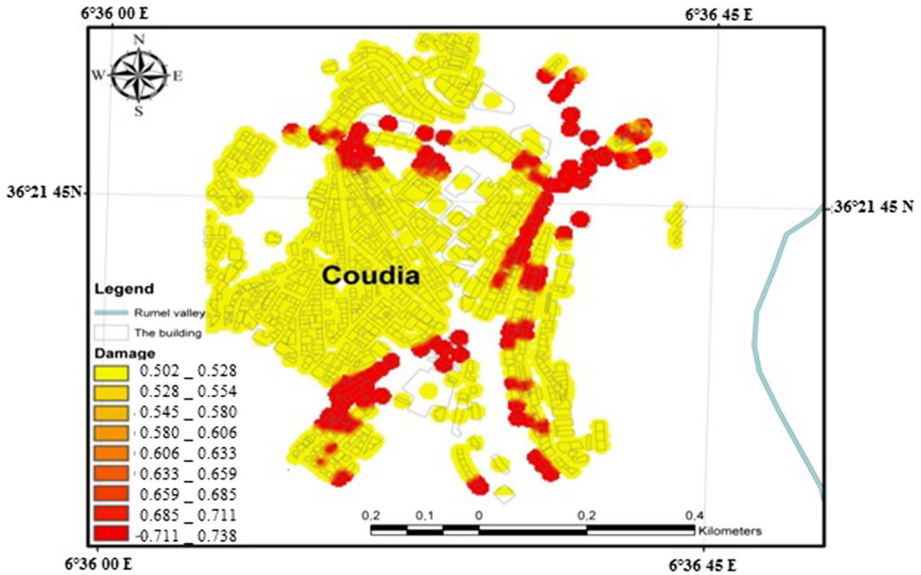 6°36 00 E
6°36 45 E
N
W
E
S
36°21 45N
36°21 45 N
Coudia
Legend
Rumel valley
The building
Damage
0.502 _ 0.528
0.528 _ 0.554
0.545 _ 0.580
0.580 _ 0.606
0.606 _ 0.633
0.633 _ 0.659
0.659 _ 0.685
0.685 _ 0.711
0.711 _ 0.738
0.2
0,1
0
0,2
0.4
Kilometers
6°36 00 E
6°36 45 E